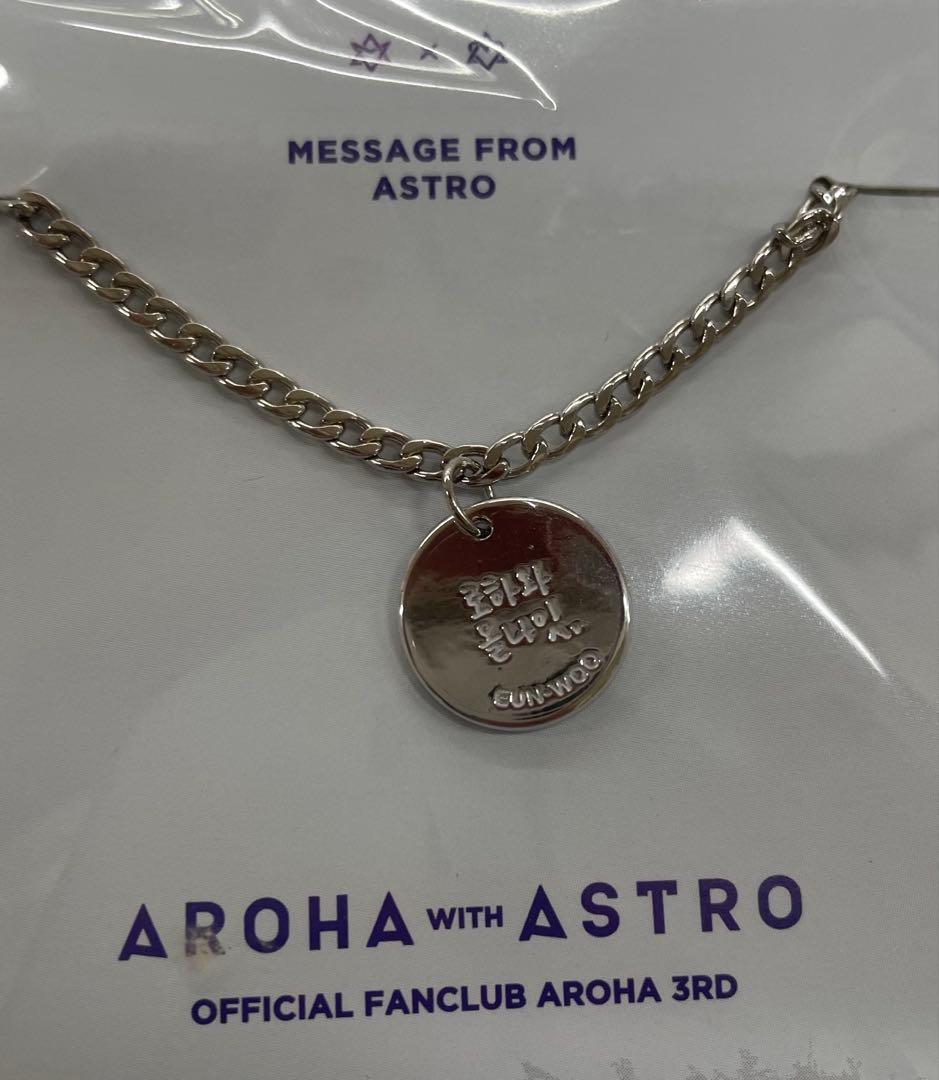 MESSAGE FROM
ASTRO
EUN-WOO
AROHA WITH ASTRO
OFFICIAL FANCLUB AROHA 3RD